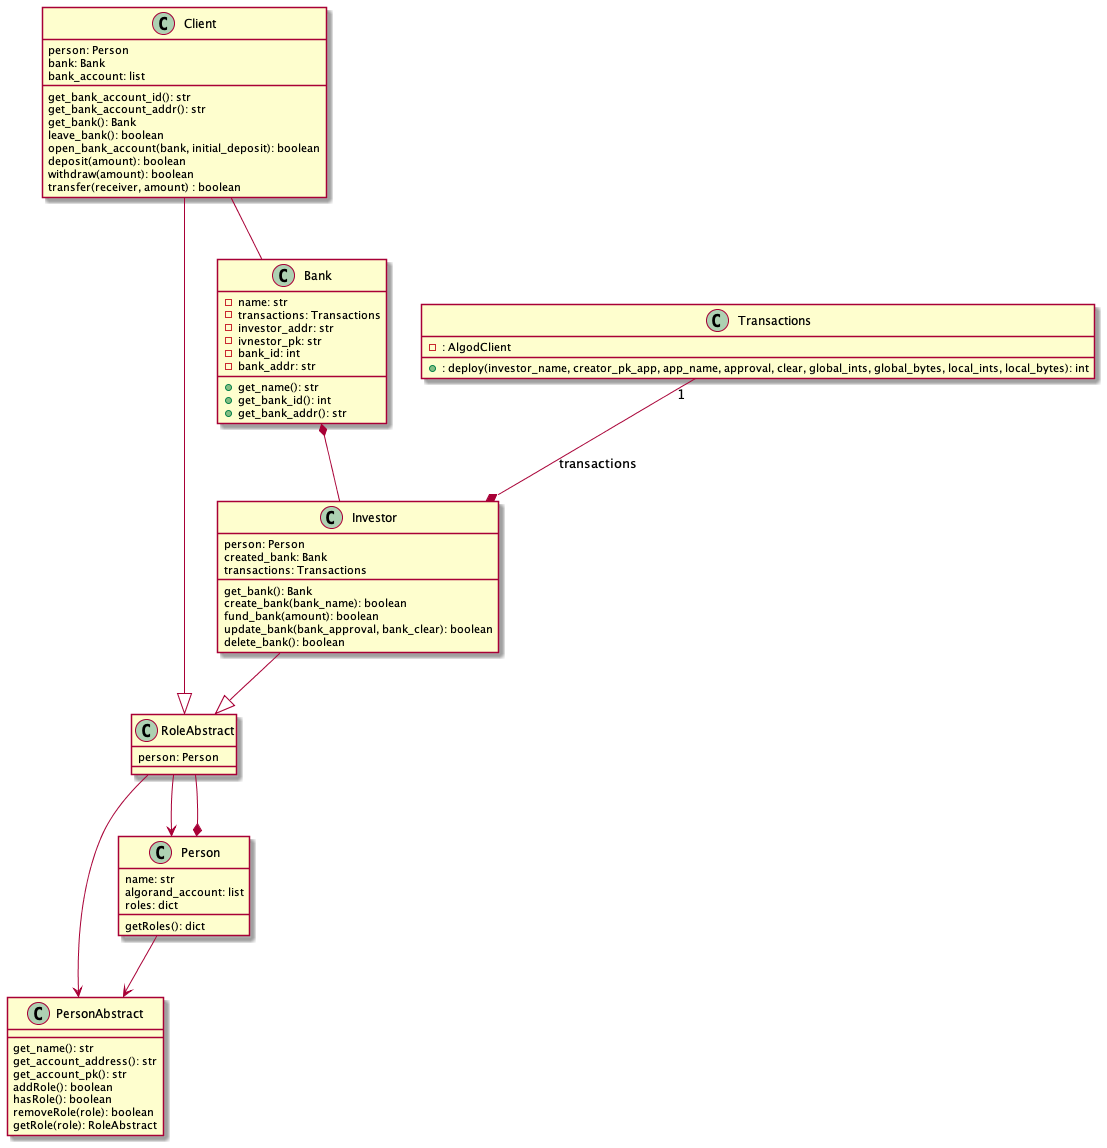 C Client
person: Person
bank: Bank
bank_account: list
get_bank_account_id(): str
get_bank_account_addr(): str
get_bank(): Bank
leave_bank(): boolean
open_bank_account(bank, initial_deposit): boolean
deposit(amount): boolean
withdraw(amount): boolean
transfer(receiver, amount) : boolean
C Bank
name: str
transactions: Transactions
investor_addr: str
ivnestor_pk: str
bank_id: int
bank_addr: str
get_name(): str
get_bank_id(): int
get_bank_addr(): str
C Transactions
: AlgodClient
: deploy(investor_name, creator_pk_app, app_name, approval, clear, global_ints, global_bytes, local_ints, local_bytes): int
1
transactions
C Investor
person: Person
created_bank: Bank
transactions: Transactions
get_bank(): Bank
create_bank(bank_name): boolean
fund_bank(amount): boolean
update_bank(bank_approval, bank_clear): boolean
delete_bank(): boolean
C RoleAbstract
person: Person
C Person
name: str
algorand_account: list
roles: dict
getRoles(): dict
C PersonAbstract
get_name(): str
get_account_address(): str
get_account_pk(): str
addRole(): boolean
hasRole(): boolean
removeRole(role): boolean
getRole(role): RoleAbstract